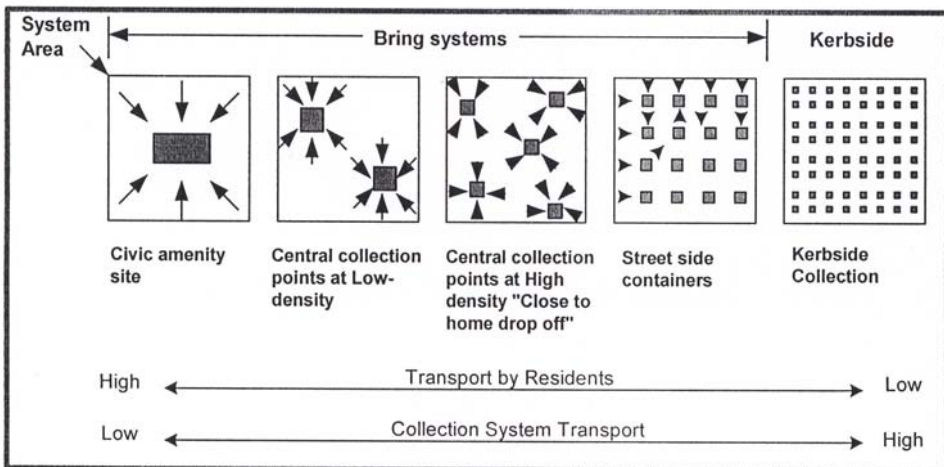 System
Area
Bring systems
Kerbside
Civic amenity
site
Central collection
points at Low-
density
Central collection
points at High
density "Close to
home drop off"
Street side
containers
Kerbside
Collection
High
Transport by Residents
Low
Low
Collection System Transport
High